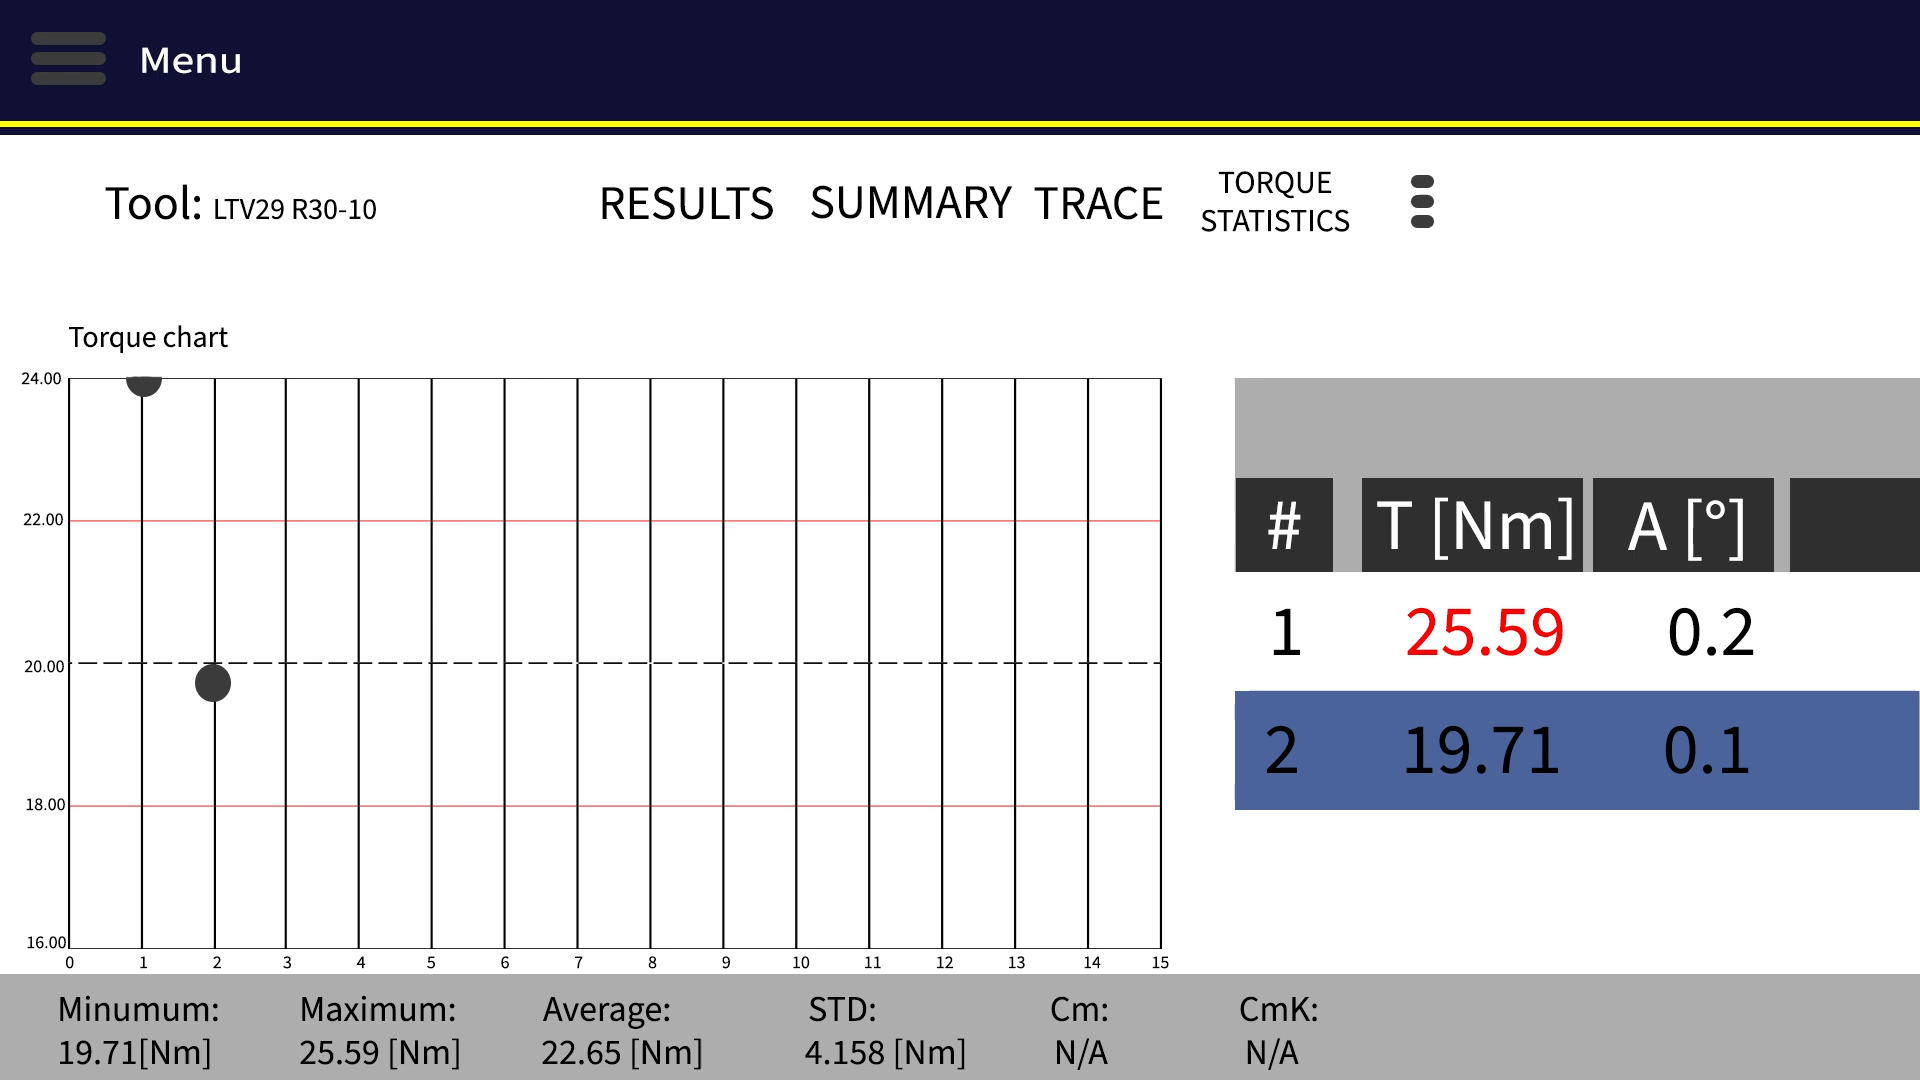 Menu
Tool: LTV29 R30-10
RESULTS
SUMMARY
TRACE
TORQUE
STATISTICS
Torque chart
24.00
22.00
20.00
18.00
16.00
0 1 2 3 4 5 6 7 8 9 10 11 12 13 14 15
# T [Nm] A [°]
1 25.59 0.2
2 19.71 0.1
Minumum: Maximum: Average: STD: Cm: CmK:
19.71[Nm] 25.59 [Nm] 22.65 [Nm] 4.158 [Nm] N/A N/A